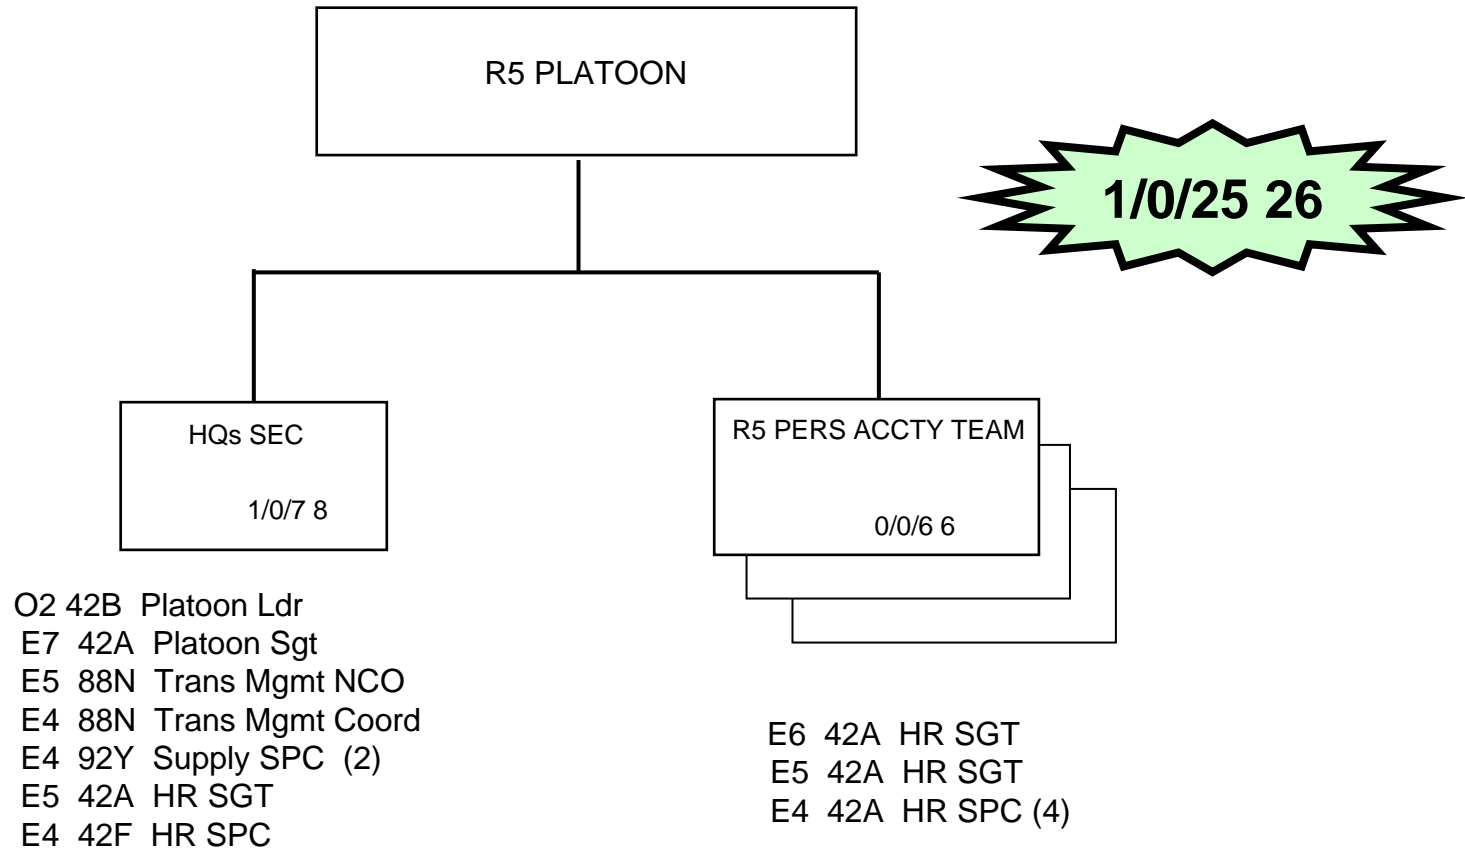 R5 PLATOON
1/0/25 26
HQs SEC
1/0/7 8
R5 PERS ACCTY TEAM
0/0/6 6
O2 42B Platoon Ldr
E7 42A Platoon Sgt
E5 88N Trans Mgmt NCO
E4 88N Trans Mgmt Coord
E4 92Y Supply SPC (2)
E5 42A HR SGT
E4 42F HR SPC
E6 42A HR SGT
E5 42A HR SGT
E4 42A HR SPC (4)